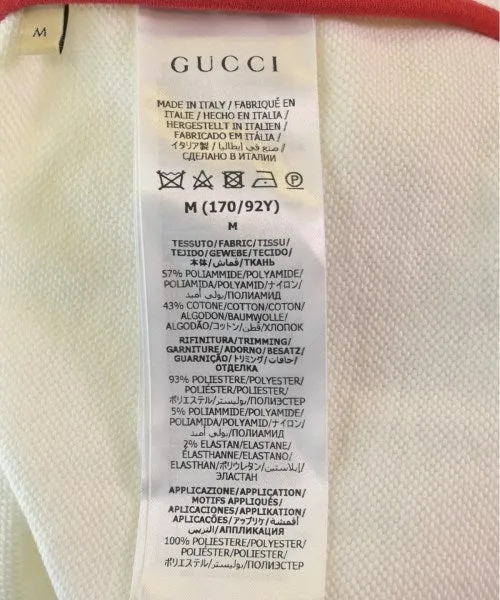 M
GUCCI
MADE IN ITALY / FABRIQUÉ EN
ITALIE / HECHO EN ITALIA /
HERGESTELLT IN ITALIEN /
FABRICADO EM ITÁLIA /
イタリア製 / صنع في إيطاليا /
СДЕЛАНО В ИТАЛИИ
P
M (170/92Y)
M
TESSUTO/FABRIC/TISSU/
TEJIDO/GEWEBE/TECIDO/
本体/قماش/ТКАНЬ
57% POLIAMMIDE/POLYAMIDE/
POLIAMIDA/POLYAMID/ナイロン/
بولي أميد/ПОЛИАМИД
43% COTONE/COTTON/COTON/
ALGODON/BAUMWOLLE/
ALGODÃO/コットン/قطن/ХЛОПОК
RIFINITURA/TRIMMING/
GARNITURE/ADORNO/BESATZ/
GUARNIÇÃO/トリミング/حافات/
ОТДЕЛКА
93% POLIESTERE/POLYESTER/
POLIÉSTER/POLIESTER/
ポリエステル/بوليستر/ПОЛИЭСТЕР
5% POLIAMMIDE/POLYAMIDE/
POLIAMIDA/POLYAMID/ナイロン/
بولي أميد/ПОЛИАМИД
2% ELASTAN/ELASTANE/
ÉLASTHANNE/ELASTANO/
ELASTHAN/ポリウレタン/إيلاستين/
ЭЛАСТАН
APPLICAZIONE/APPLICATION/
MOTIFS APPLIQUÉS/
APLICACIONES/APPLIKATION/
APLICAÇÕES/アップリケ/أقمشة
التزيين/АППЛИКАЦИЯ
100% POLIESTERE/POLYESTER/
POLIÉSTER/POLIESTER/
ポリエステル/بوليستر/ПОЛИЭСТЕР